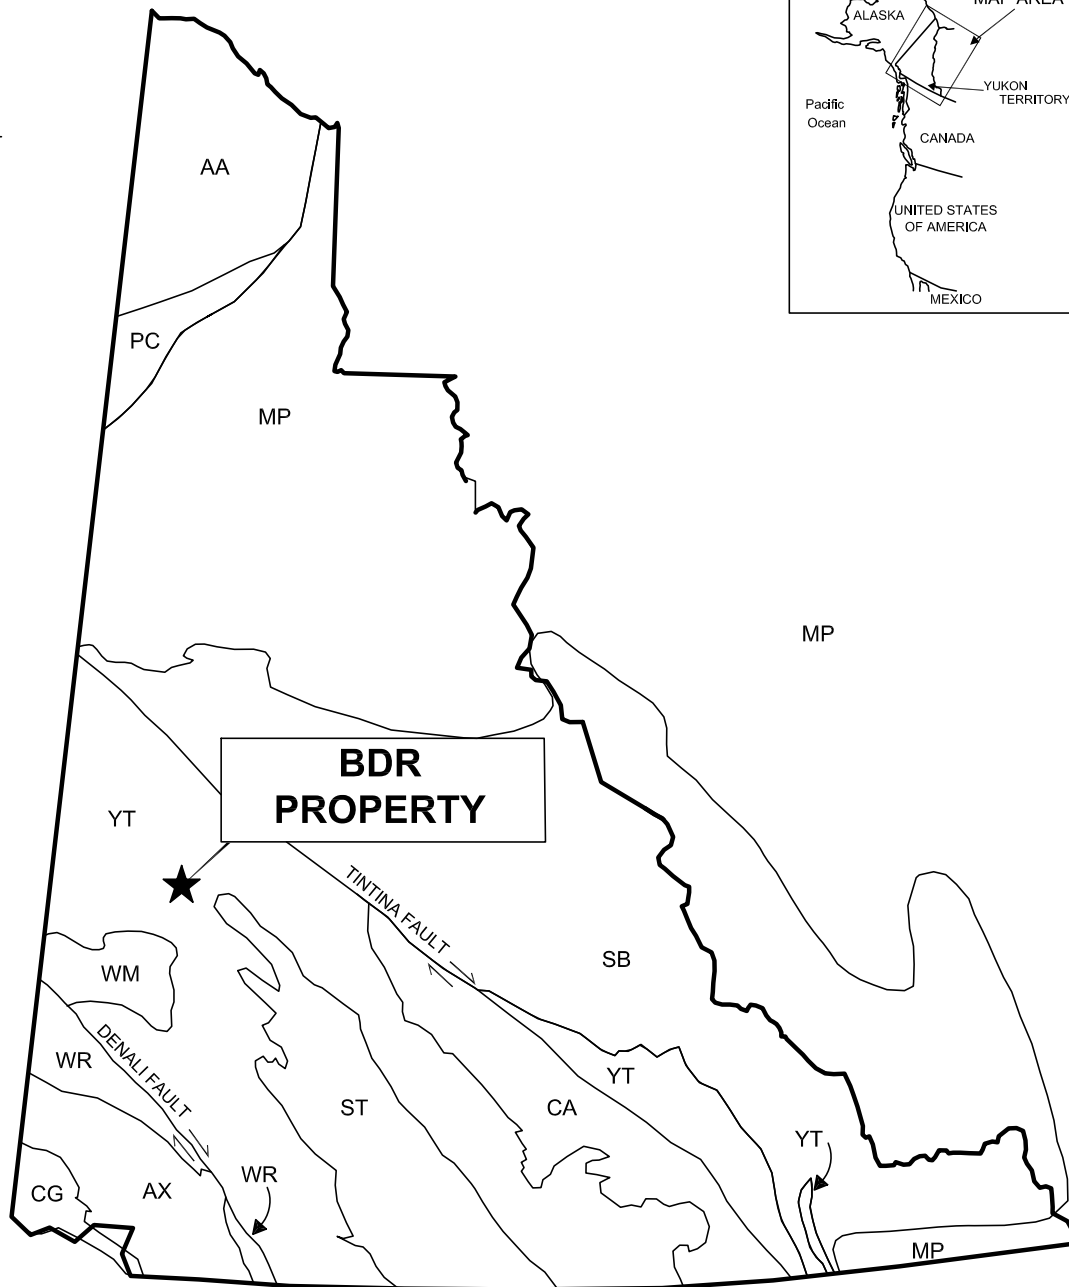 ALASKA
MAP AREA
YUKON
TERRITORY
Pacific
Ocean
CANADA
UNITED STATES
OF AMERICA
MEXICO
AA
PC
MP
MP
BDR
PROPERTY
YT
TINTINA FAULT
SB
WM
DENALI FAULT
WR
YT
ST
CA
YT
WR
CG
AX
MP